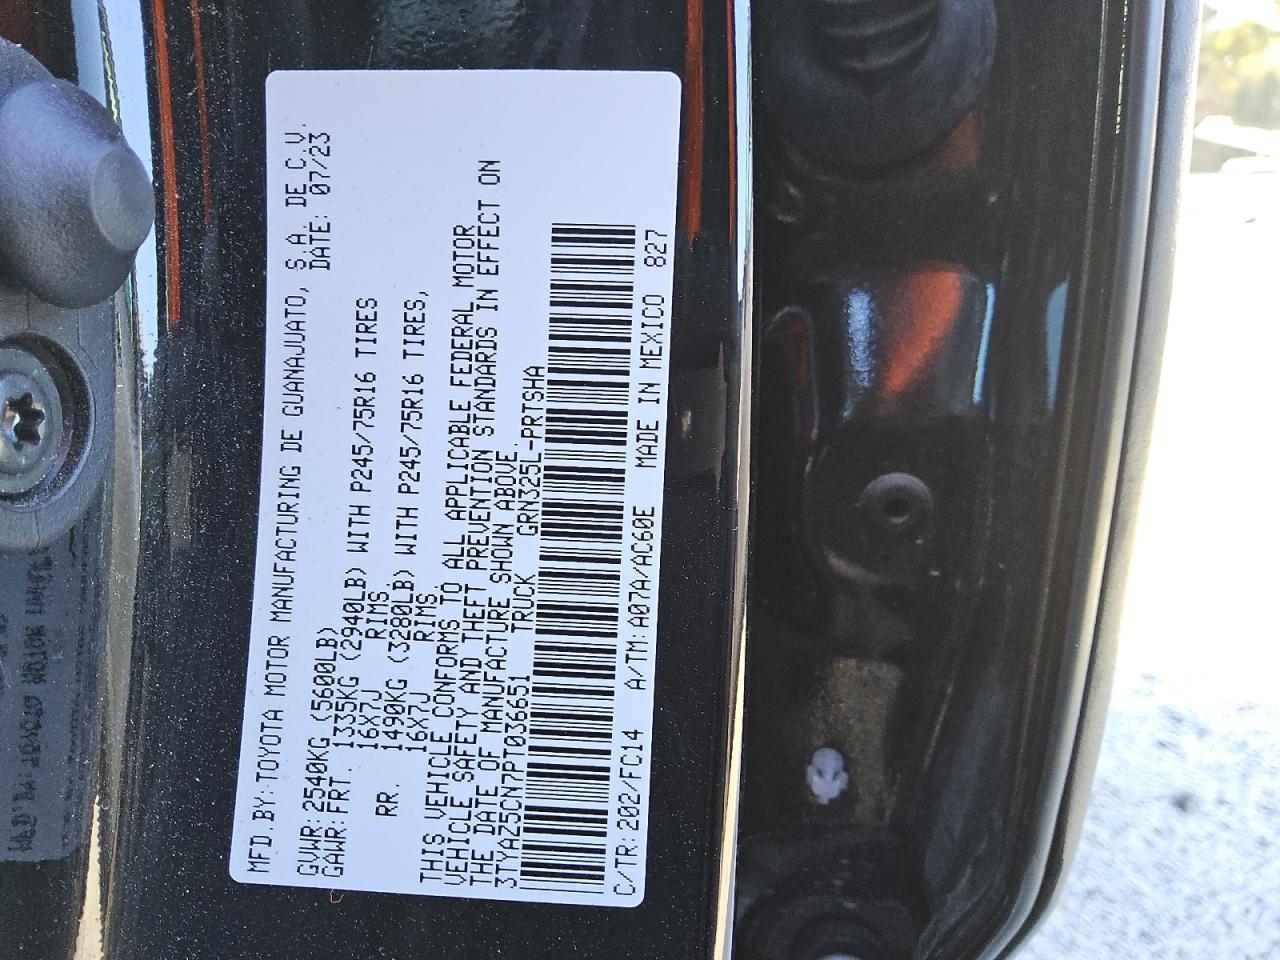 MFD.BY:TOYOTA MOTOR MANUFACTURING DE GUANAJUATO, S.A. DE C.V.
GVWR:2540KG (5600LB) DATE: 07/23
GAWR:FRT. 1335KG (2940LB) WITH P245/75R16 TIRES
16X7J RIMS.
RR. 1490KG (3280LB) WITH P245/75R16 TIRES,
16X7J RIMS.
THIS VEHICLE CONFORMS TO ALL APPLICABLE FEDERAL MOTOR
VEHICLE SAFETY AND THEFT PREVENTION STANDARDS IN EFFECT ON
THE DATE OF MANUFACTURE SHOWN ABOVE.
3TYAZ5CN7PT036651 TRUCK GRN325L-PRTSHA
C/TR:202/FC14 A/TM:A07A/AC60E MADE IN MEXICO 827